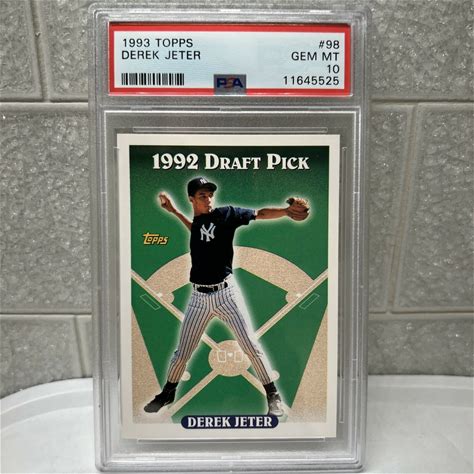 1993 TOPPS #98
DEREK JETER GEM MT
10
PSA 11645525
1992 DRAFT PICK
NY
Topps
DEREK JETER